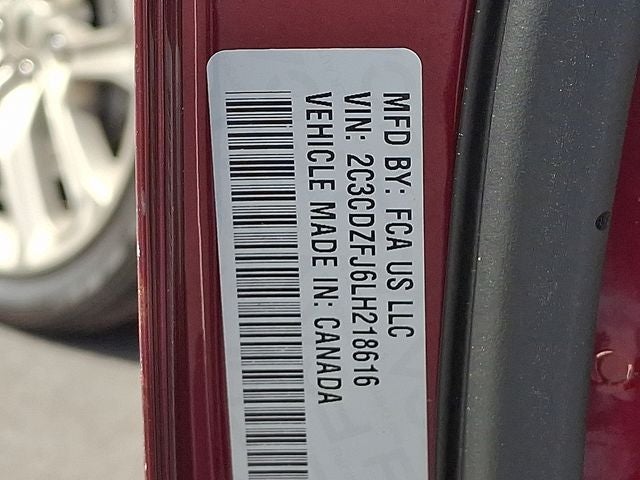 MFD BY: FCA US LLC
VIN: 2C3CDZFJ6LH218616
VEHICLE MADE IN: CANADA